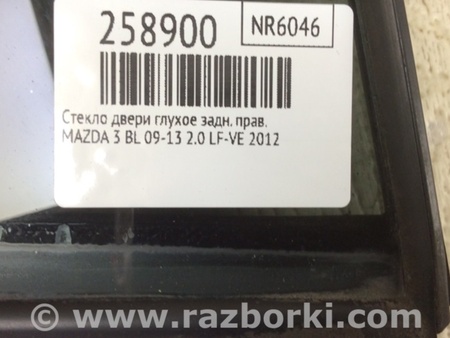 258900
NR6046
Стекло двери глухое задн. прав.
MAZDA 3 BL 09-13 2.0 LF-VE 2012
www.razborki.com